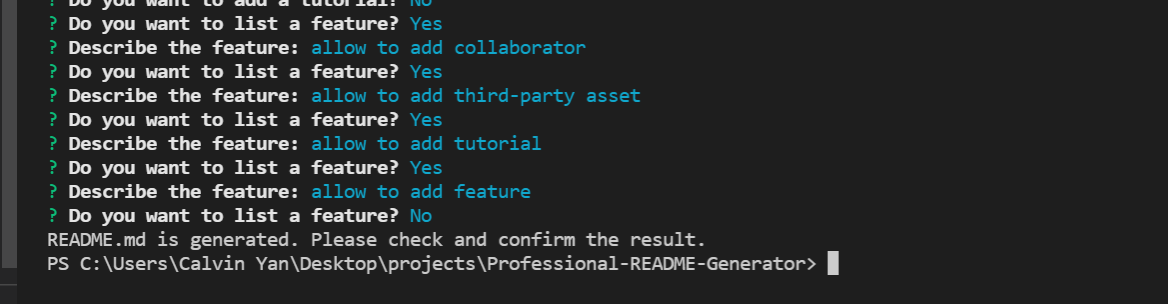 ? Do you want to add a tutorial? No
? Do you want to list a feature? Yes
? Describe the feature: allow to add collaborator
? Do you want to list a feature? Yes
? Describe the feature: allow to add third-party asset
? Do you want to list a feature? Yes
? Describe the feature: allow to add tutorial
? Do you want to list a feature? Yes
? Describe the feature: allow to add feature
? Do you want to list a feature? No
README.md is generated. Please check and confirm the result.
PS C:\Users\Calvin Yan\Desktop\projects\Professional-README-Generator>